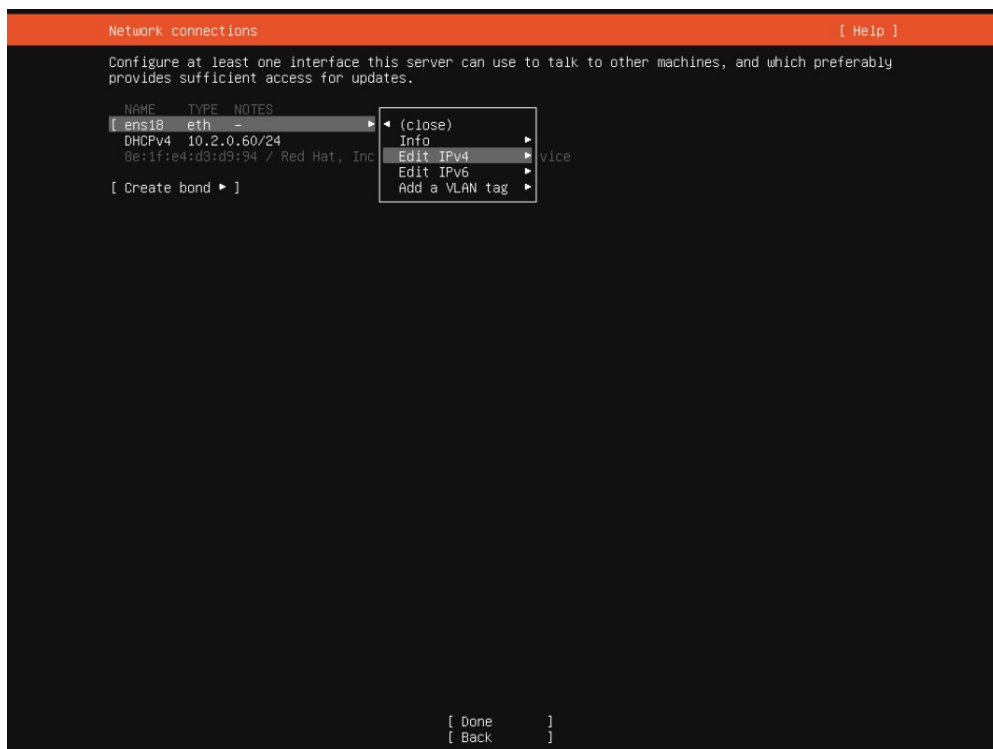 Network connections [ Help ]
Configure at least one interface this server can use to talk to other machines, and which preferably
provides sufficient access for updates.
NAME TYPE NOTES
[ ens18 eth - ▸ ◂ (close)
DHCPv4 10.2.0.60/24 Info ▸
8e:1f:e4:d3:d9:94 / Red Hat, Inc Edit IPv4 ▸ vice
Edit IPv6 ▸
[ Create bond ▸ ] Add a VLAN tag ▸
[ Done ]
[ Back ]